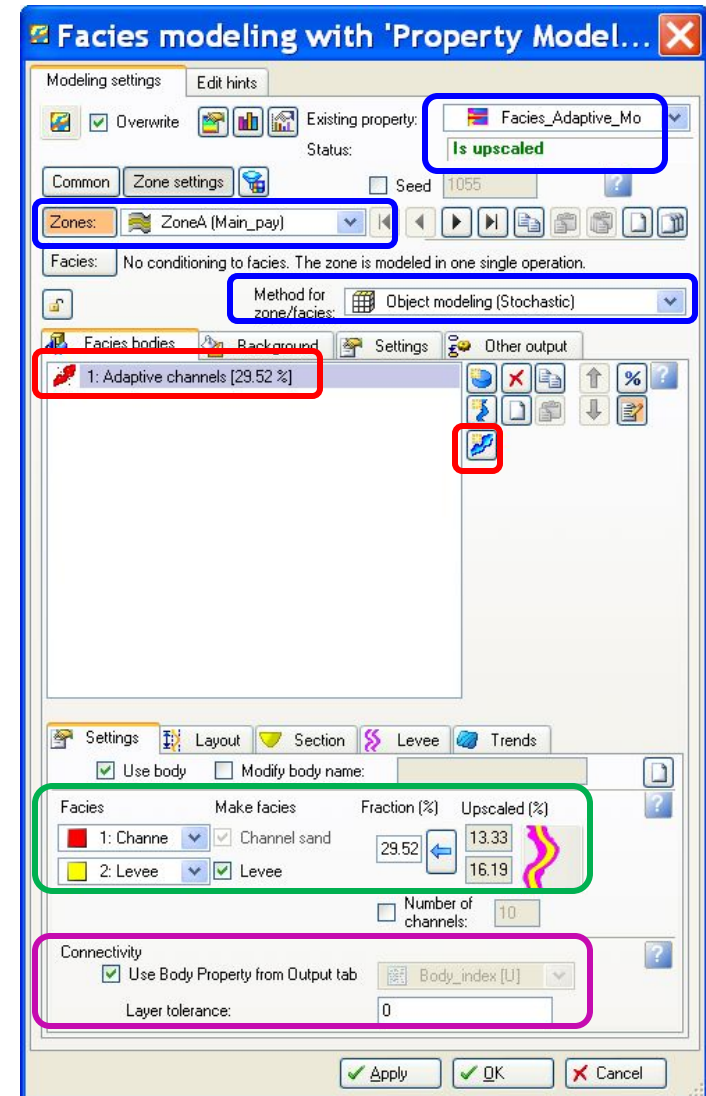 Facies modeling with 'Property Model...
Modeling settings Edit hints
Overwrite Existing property: Facies_Adaptive_Mo
Status: Is upscaled
Common Zone settings Seed 1055 ?
Zones: ZoneA (Main_pay)
Facies: No conditioning to facies. The zone is modeled in one single operation.
Method for zone/facies: Object modeling (Stochastic)
Facies bodies Background Settings Other output
1: Adaptive channels [29.52 %] % ?
Settings Layout Section Levee Trends
Use body Modify body name:
Facies Make facies Fraction (%) Upscaled (%) ?
1: Channe Channel sand 29.52 13.33
2: Levee Levee 16.19
Number of channels: 10
Connectivity ?
Use Body Property from Output tab Body_index [U]
Layer tolerance: 0
Apply OK Cancel